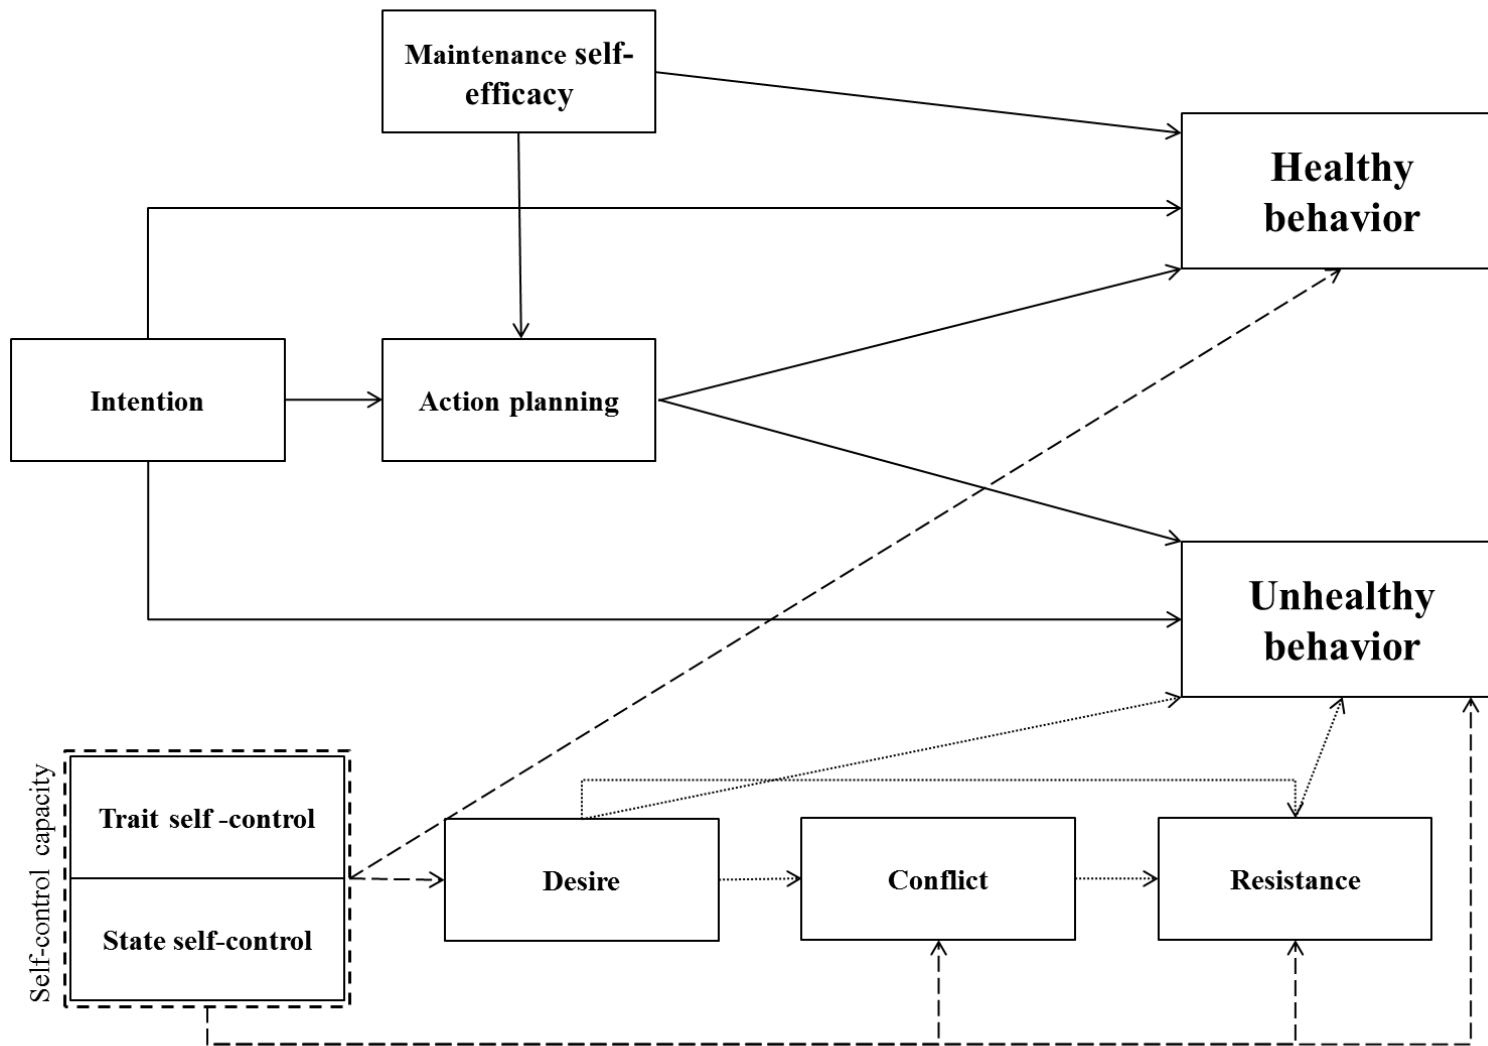 Maintenance self-
efficacy
Healthy
behavior
Intention
Action planning
Unhealthy
behavior
Self-control capacity
Trait self -control
State self-control
Desire
Conflict
Resistance